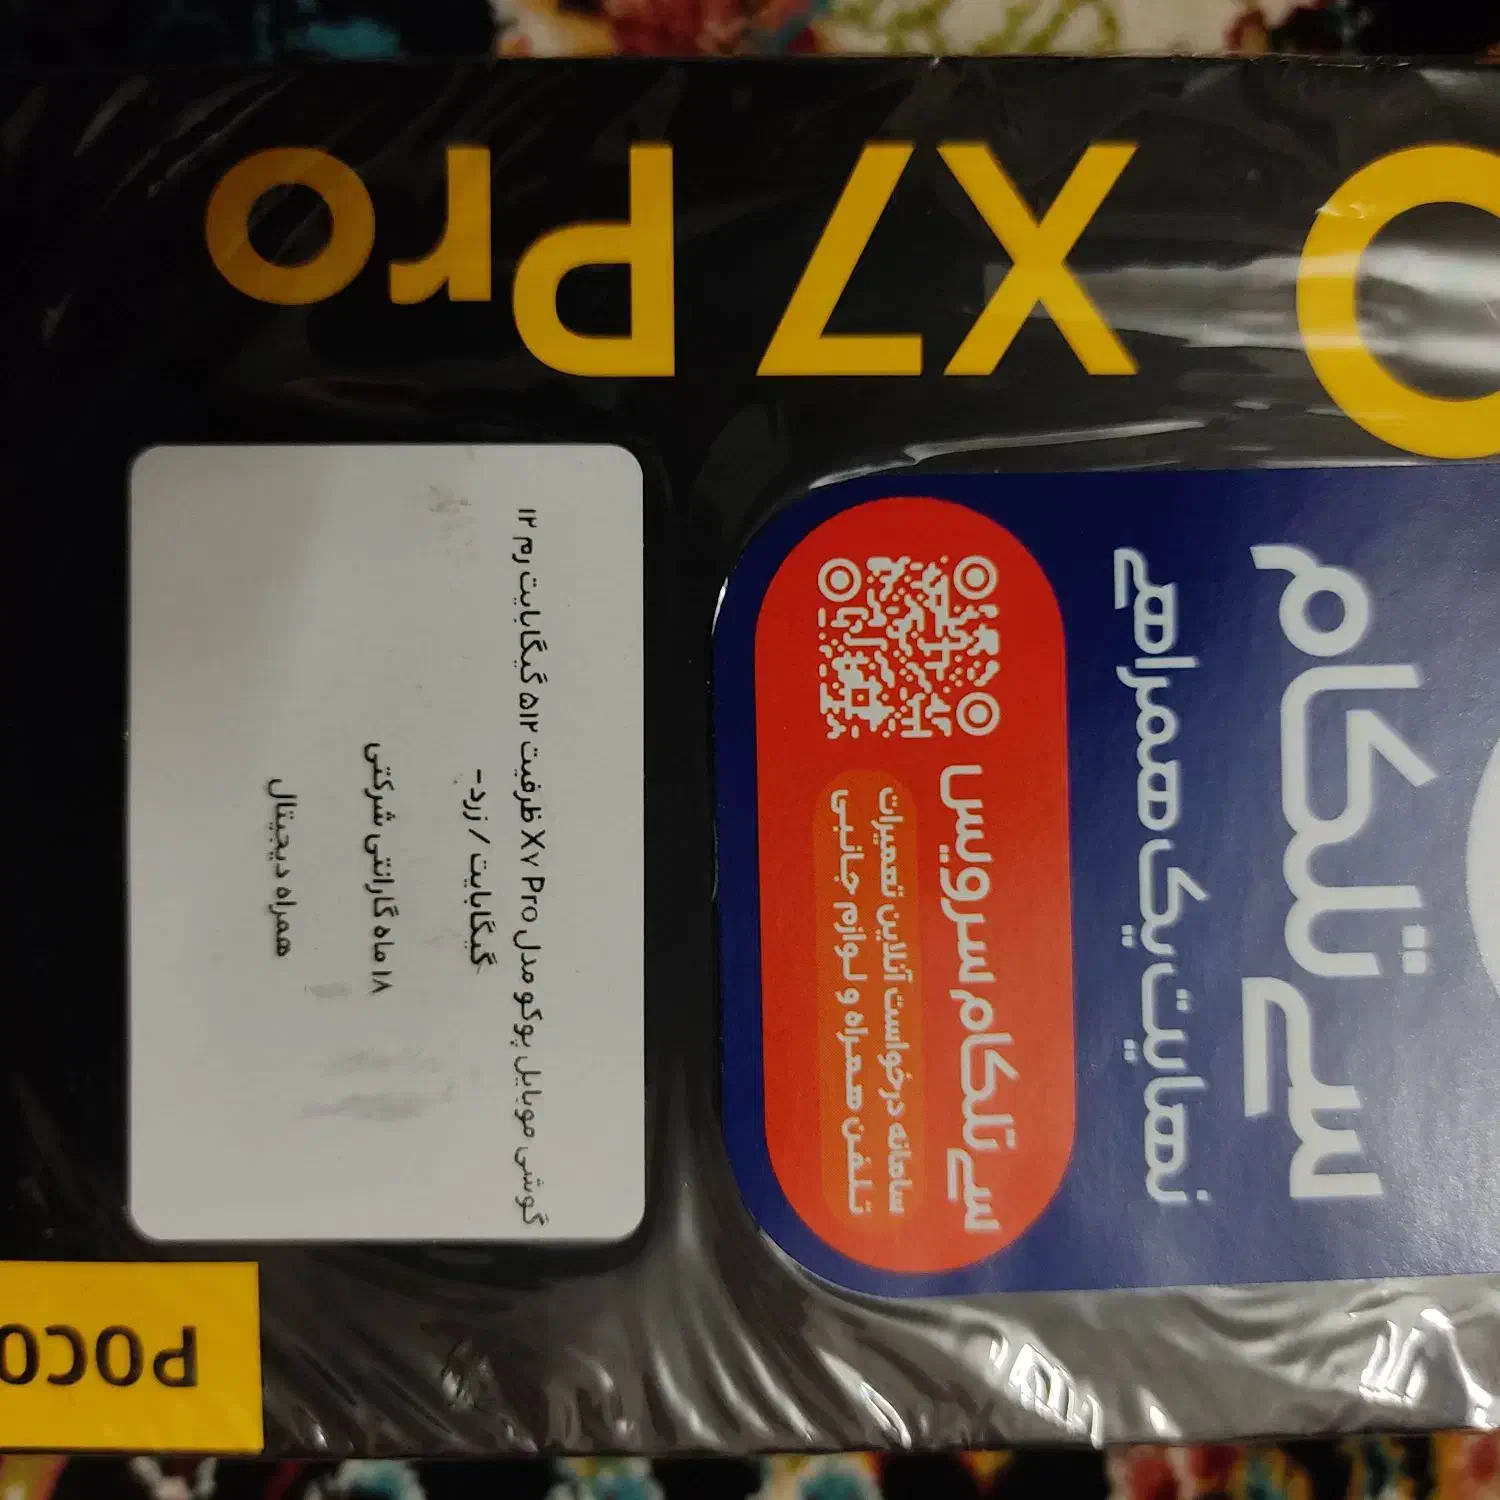 O X7 Pro
سی‌تلکام
نهایت یک همراهی
سی‌تلکام سرویس
سامانه درخواست آنلاین تعمیرات
تلفن همراه و لوازم جانبی
گوشی موبایل پوکو مدل X۷ Pro ظرفیت ۵۱۲ گیگابایت رم ۱۲
گیگابایت / زرد -
۱۸ ماه گارانتی شرکتی
همراه دیجیتال
POCO